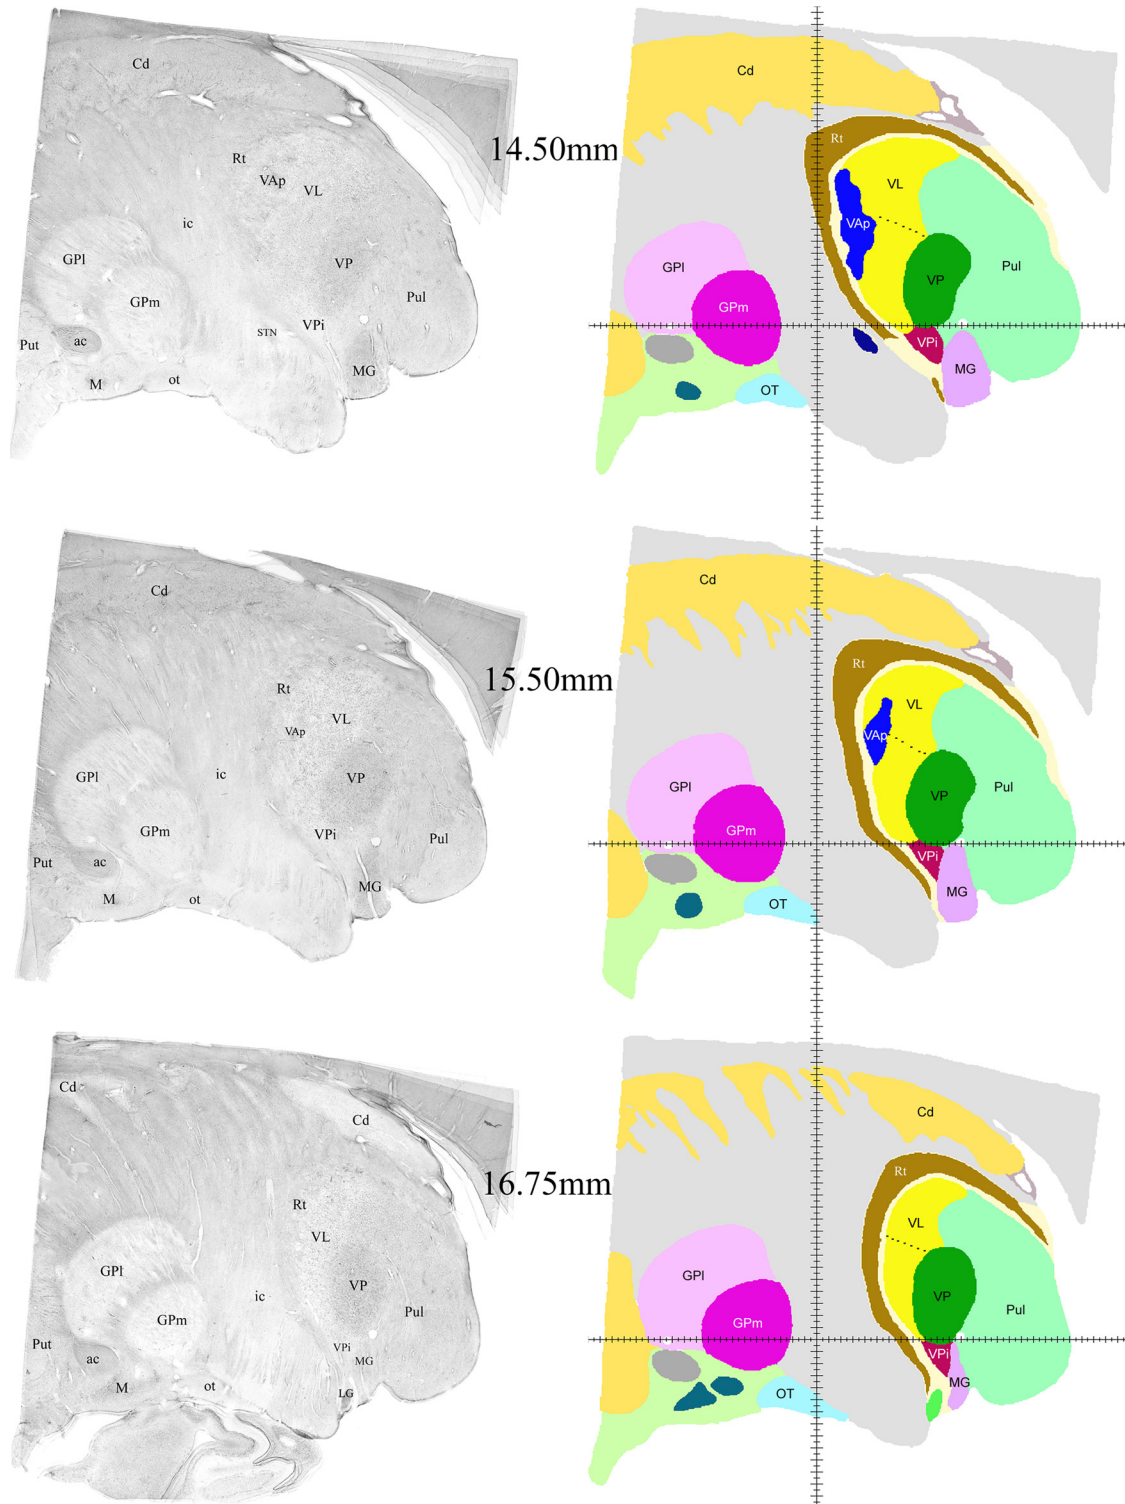 Cd
Rt
VAp
VL
ic
GPl
VP
GPm
Pul
STN
VPi
Put
ac
MG
M
ot
14.50mm
Cd
Rt
VL
VAp
GPl
VP
Pul
GPm
VPi
MG
OT
Cd
Rt
VL
VAp
ic
GPl
VP
GPm
VPi
Pul
Put
ac
MG
M
ot
15.50mm
Cd
Rt
VL
VAp
GPl
VP
Pul
GPm
VPi
MG
OT
Cd
Cd
Rt
VL
GPl
VP
ic
GPm
Pul
Put
ac
VPi
MG
M
ot
LG
16.75mm
Cd
Rt
VL
GPl
VP
Pul
GPm
VPi
MG
OT